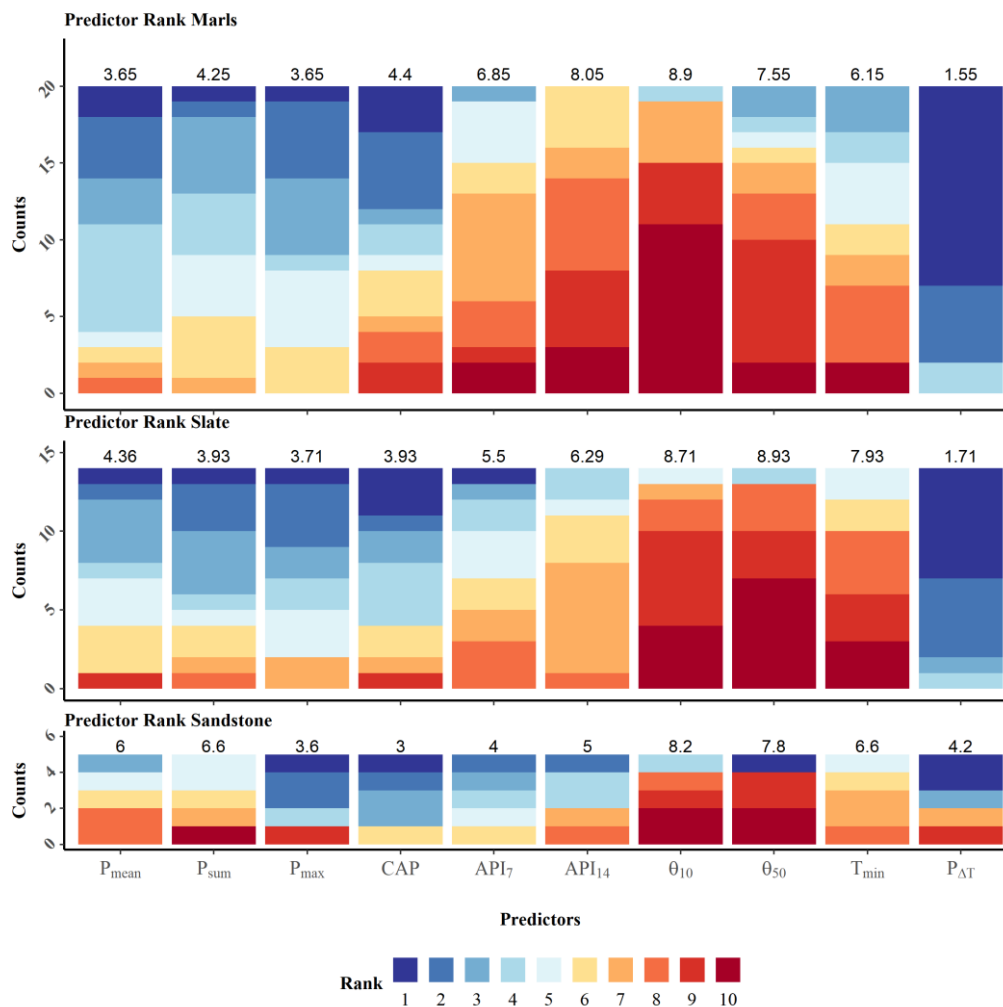 Predictor Rank Marls
3.65 4.25 3.65 4.4 6.85 8.05 8.9 7.55 6.15 1.55
20
15
10
5
0
Counts
Predictor Rank Slate
4.36 3.93 3.71 3.93 5.5 6.29 8.71 8.93 7.93 1.71
15
10
5
0
Counts
Predictor Rank Sandstone
6 6.6 3.6 3 4 5 8.2 7.8 6.6 4.2
6
4
2
0
Counts
Pmean Psum Pmax CAP API7 API14 θ10 θ50 Tmin PΔT
Predictors
Rank
1 2 3 4 5 6 7 8 9 10